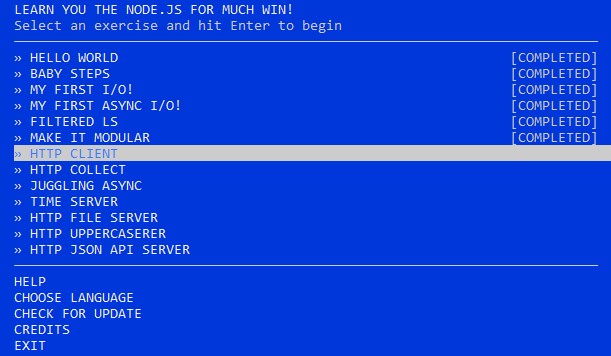 LEARN YOU THE NODE.JS FOR MUCH WIN!
Select an exercise and hit Enter to begin
» HELLO WORLD [COMPLETED]
» BABY STEPS [COMPLETED]
» MY FIRST I/O! [COMPLETED]
» MY FIRST ASYNC I/O! [COMPLETED]
» FILTERED LS [COMPLETED]
» MAKE IT MODULAR [COMPLETED]
» HTTP CLIENT
» HTTP COLLECT
» JUGGLING ASYNC
» TIME SERVER
» HTTP FILE SERVER
» HTTP UPPERCASERER
» HTTP JSON API SERVER
HELP
CHOOSE LANGUAGE
CHECK FOR UPDATE
CREDITS
EXIT